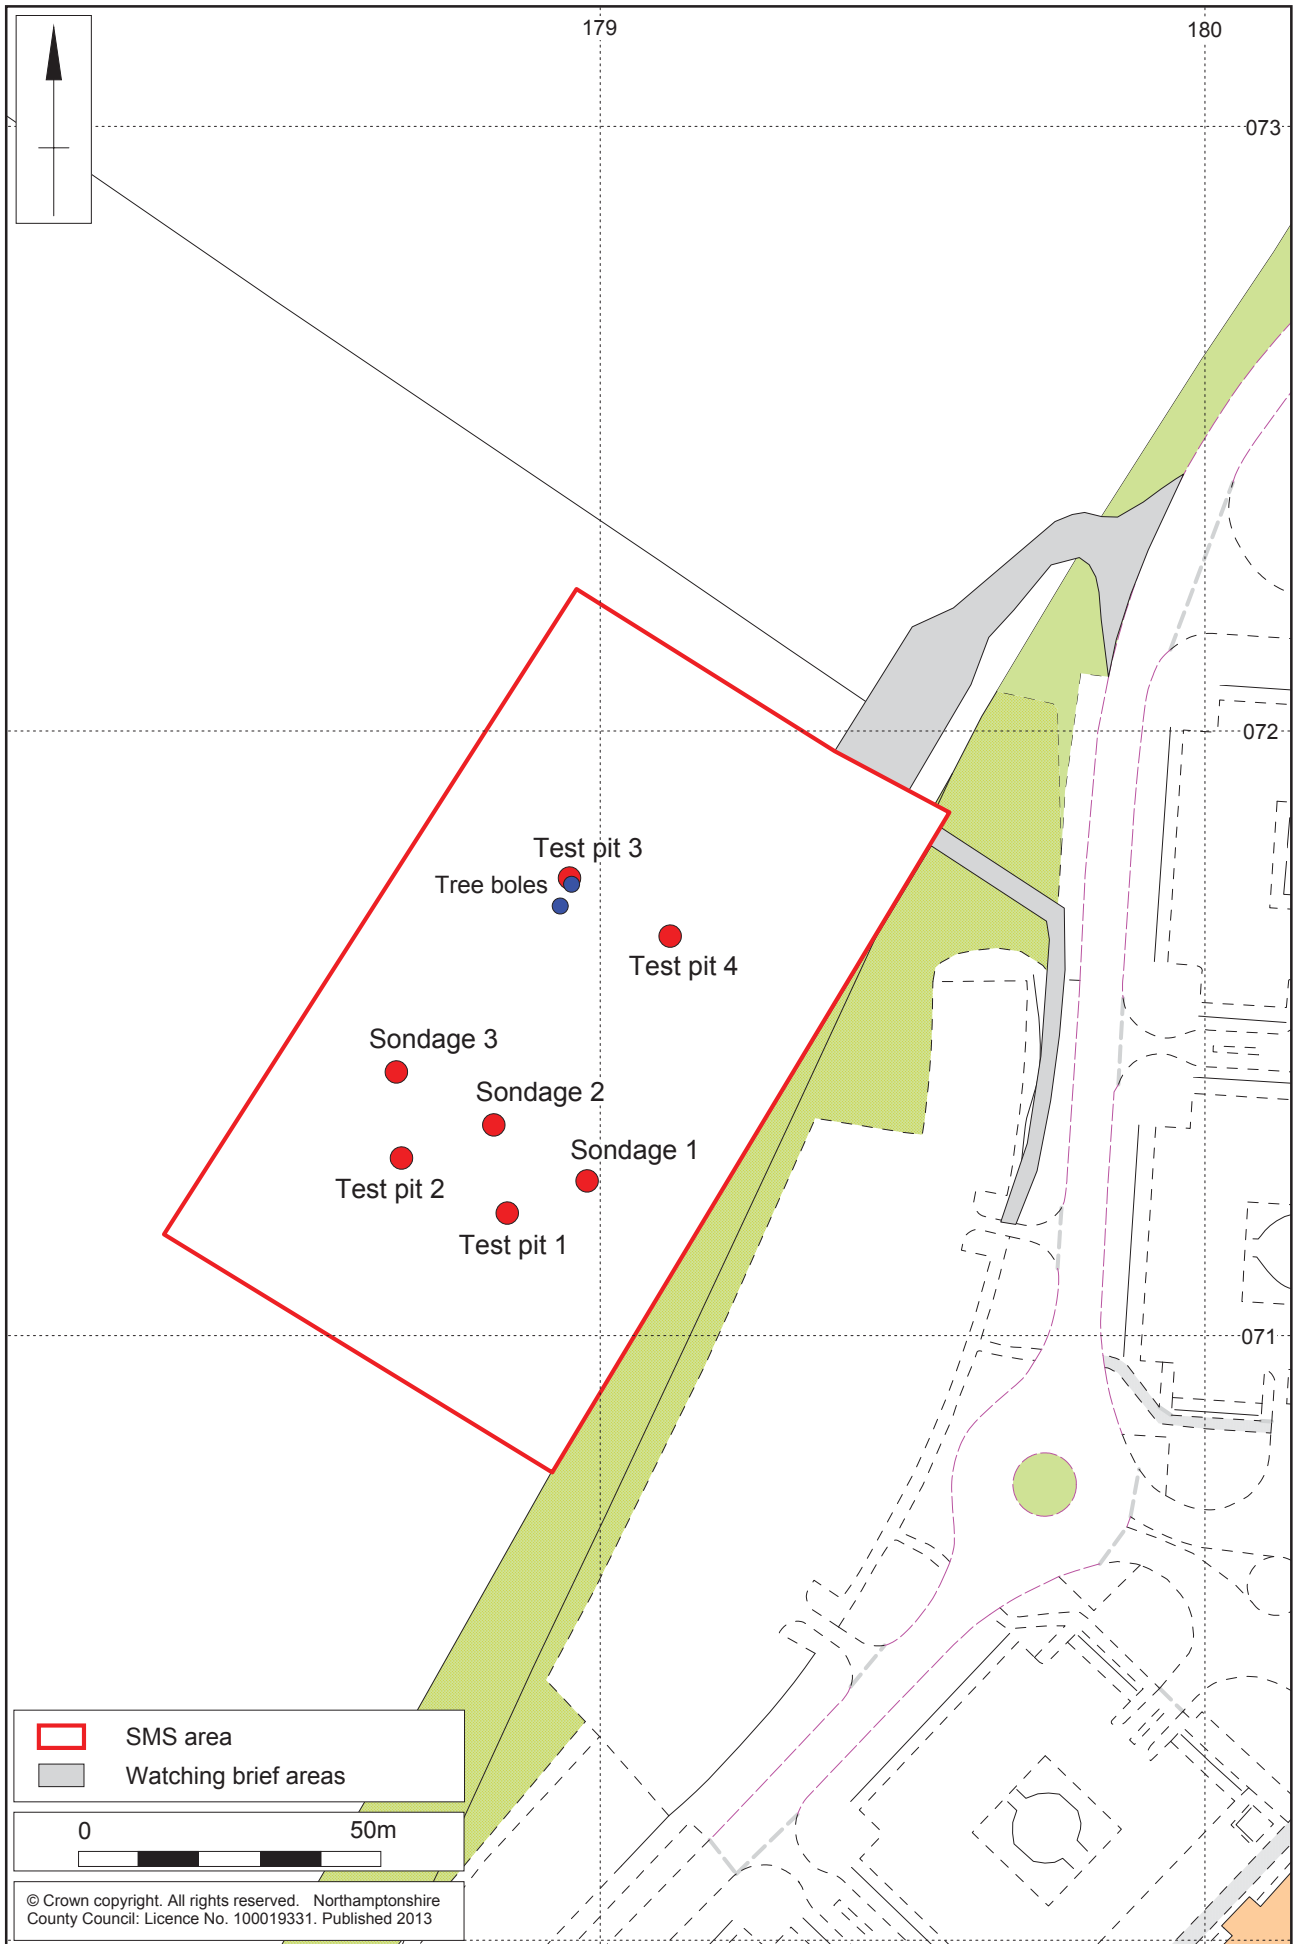 179
180
073
072
Test pit 3
Tree boles
Test pit 4
Sondage 3
Sondage 2
Sondage 1
Test pit 2
Test pit 1
071
SMS area
Watching brief areas
0 50m
© Crown copyright. All rights reserved. Northamptonshire
County Council: Licence No. 100019331. Published 2013